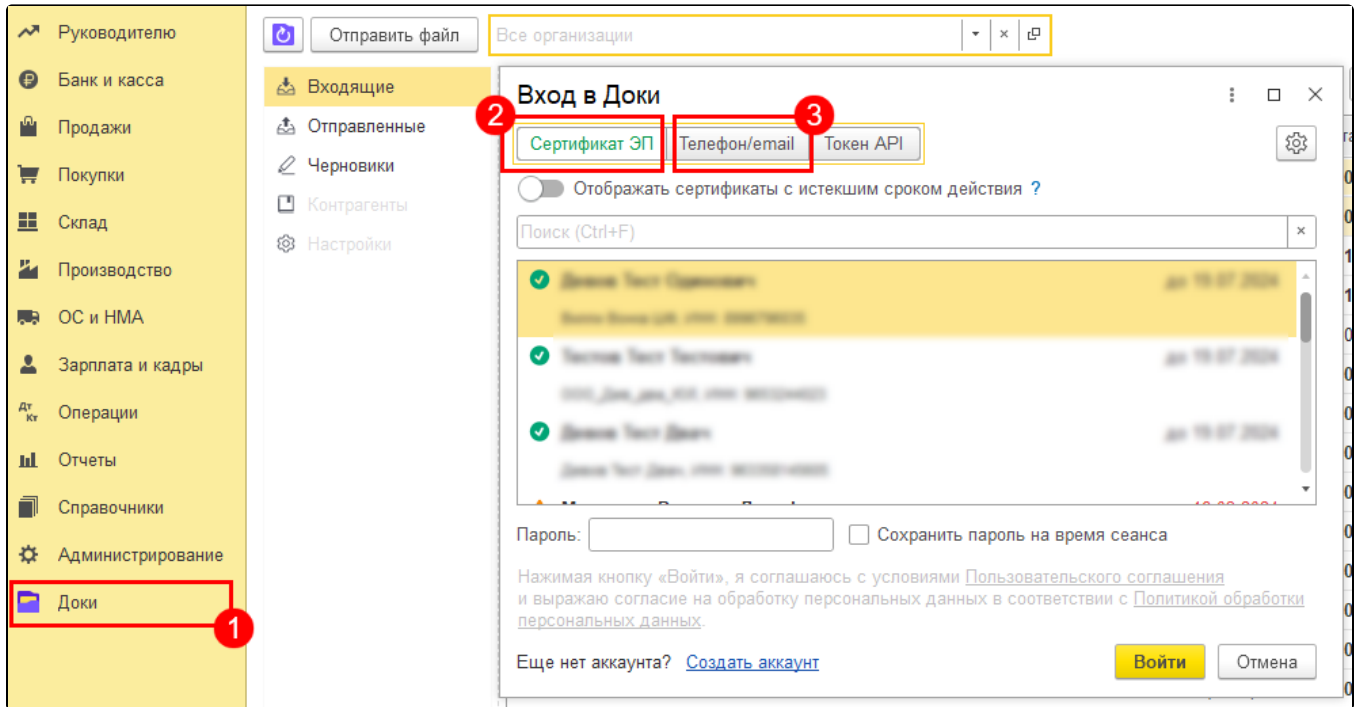 Руководителю
Банк и касса
Продажи
Покупки
Склад
Производство
ОС и НМА
Зарплата и кадры
Дт Кт Операции
Отчеты
Справочники
Администрирование
Доки
1
Отправить файл
Все организации
Входящие
Отправленные
Черновики
Контрагенты
Настройки
Вход в Доки
2
3
Сертификат ЭП Телефон/email Токен API
Отображать сертификаты с истекшим сроком действия ?
Поиск (Ctrl+F)
Пароль:
Сохранить пароль на время сеанса
Нажимая кнопку «Войти», я соглашаюсь с условиями Пользовательского соглашения
и выражаю согласие на обработку персональных данных в соответствии с Политикой обработки
персональных данных.
Еще нет аккаунта? Создать аккаунт
Войти Отмена